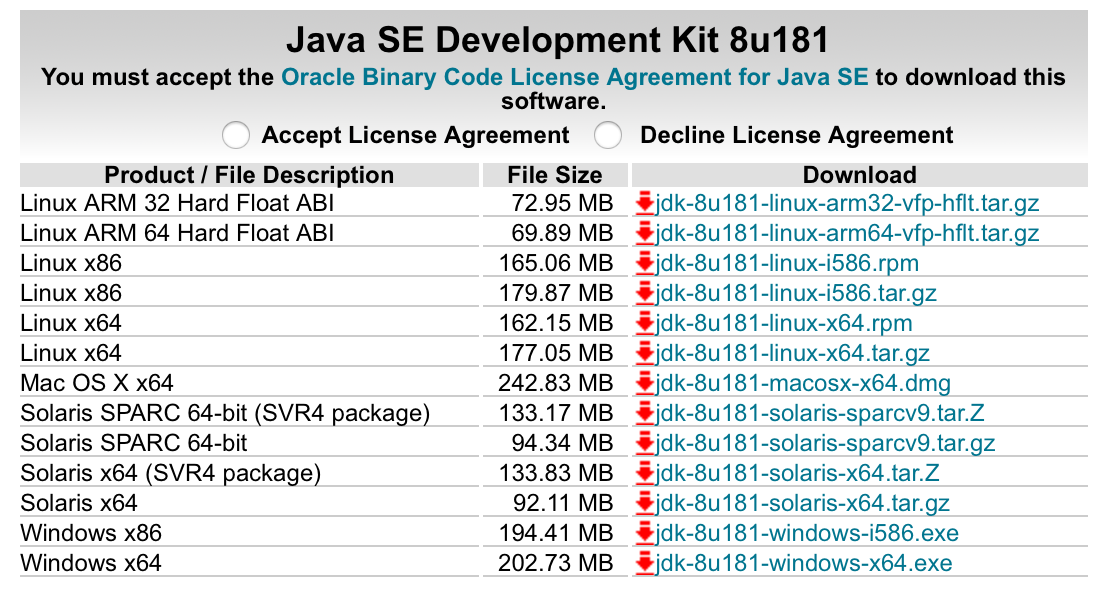 Java SE Development Kit 8u181
You must accept the Oracle Binary Code License Agreement for Java SE to download this
software.
Accept License Agreement Decline License Agreement
Product / File Description File Size Download
Linux ARM 32 Hard Float ABI 72.95 MB jdk-8u181-linux-arm32-vfp-hflt.tar.gz
Linux ARM 64 Hard Float ABI 69.89 MB jdk-8u181-linux-arm64-vfp-hflt.tar.gz
Linux x86 165.06 MB jdk-8u181-linux-i586.rpm
Linux x86 179.87 MB jdk-8u181-linux-i586.tar.gz
Linux x64 162.15 MB jdk-8u181-linux-x64.rpm
Linux x64 177.05 MB jdk-8u181-linux-x64.tar.gz
Mac OS X x64 242.83 MB jdk-8u181-macosx-x64.dmg
Solaris SPARC 64-bit (SVR4 package) 133.17 MB jdk-8u181-solaris-sparcv9.tar.Z
Solaris SPARC 64-bit 94.34 MB jdk-8u181-solaris-sparcv9.tar.gz
Solaris x64 (SVR4 package) 133.83 MB jdk-8u181-solaris-x64.tar.Z
Solaris x64 92.11 MB jdk-8u181-solaris-x64.tar.gz
Windows x86 194.41 MB jdk-8u181-windows-i586.exe
Windows x64 202.73 MB jdk-8u181-windows-x64.exe